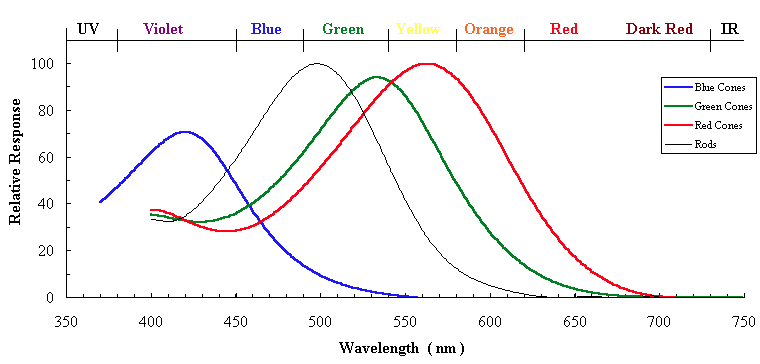 UV Violet Blue Green Yellow Orange Red Dark Red IR
100
80
60
40
20
0
Relative Response
Blue Cones
Green Cones
Red Cones
Rods
350 400 450 500 550 600 650 700 750
Wavelength ( nm )